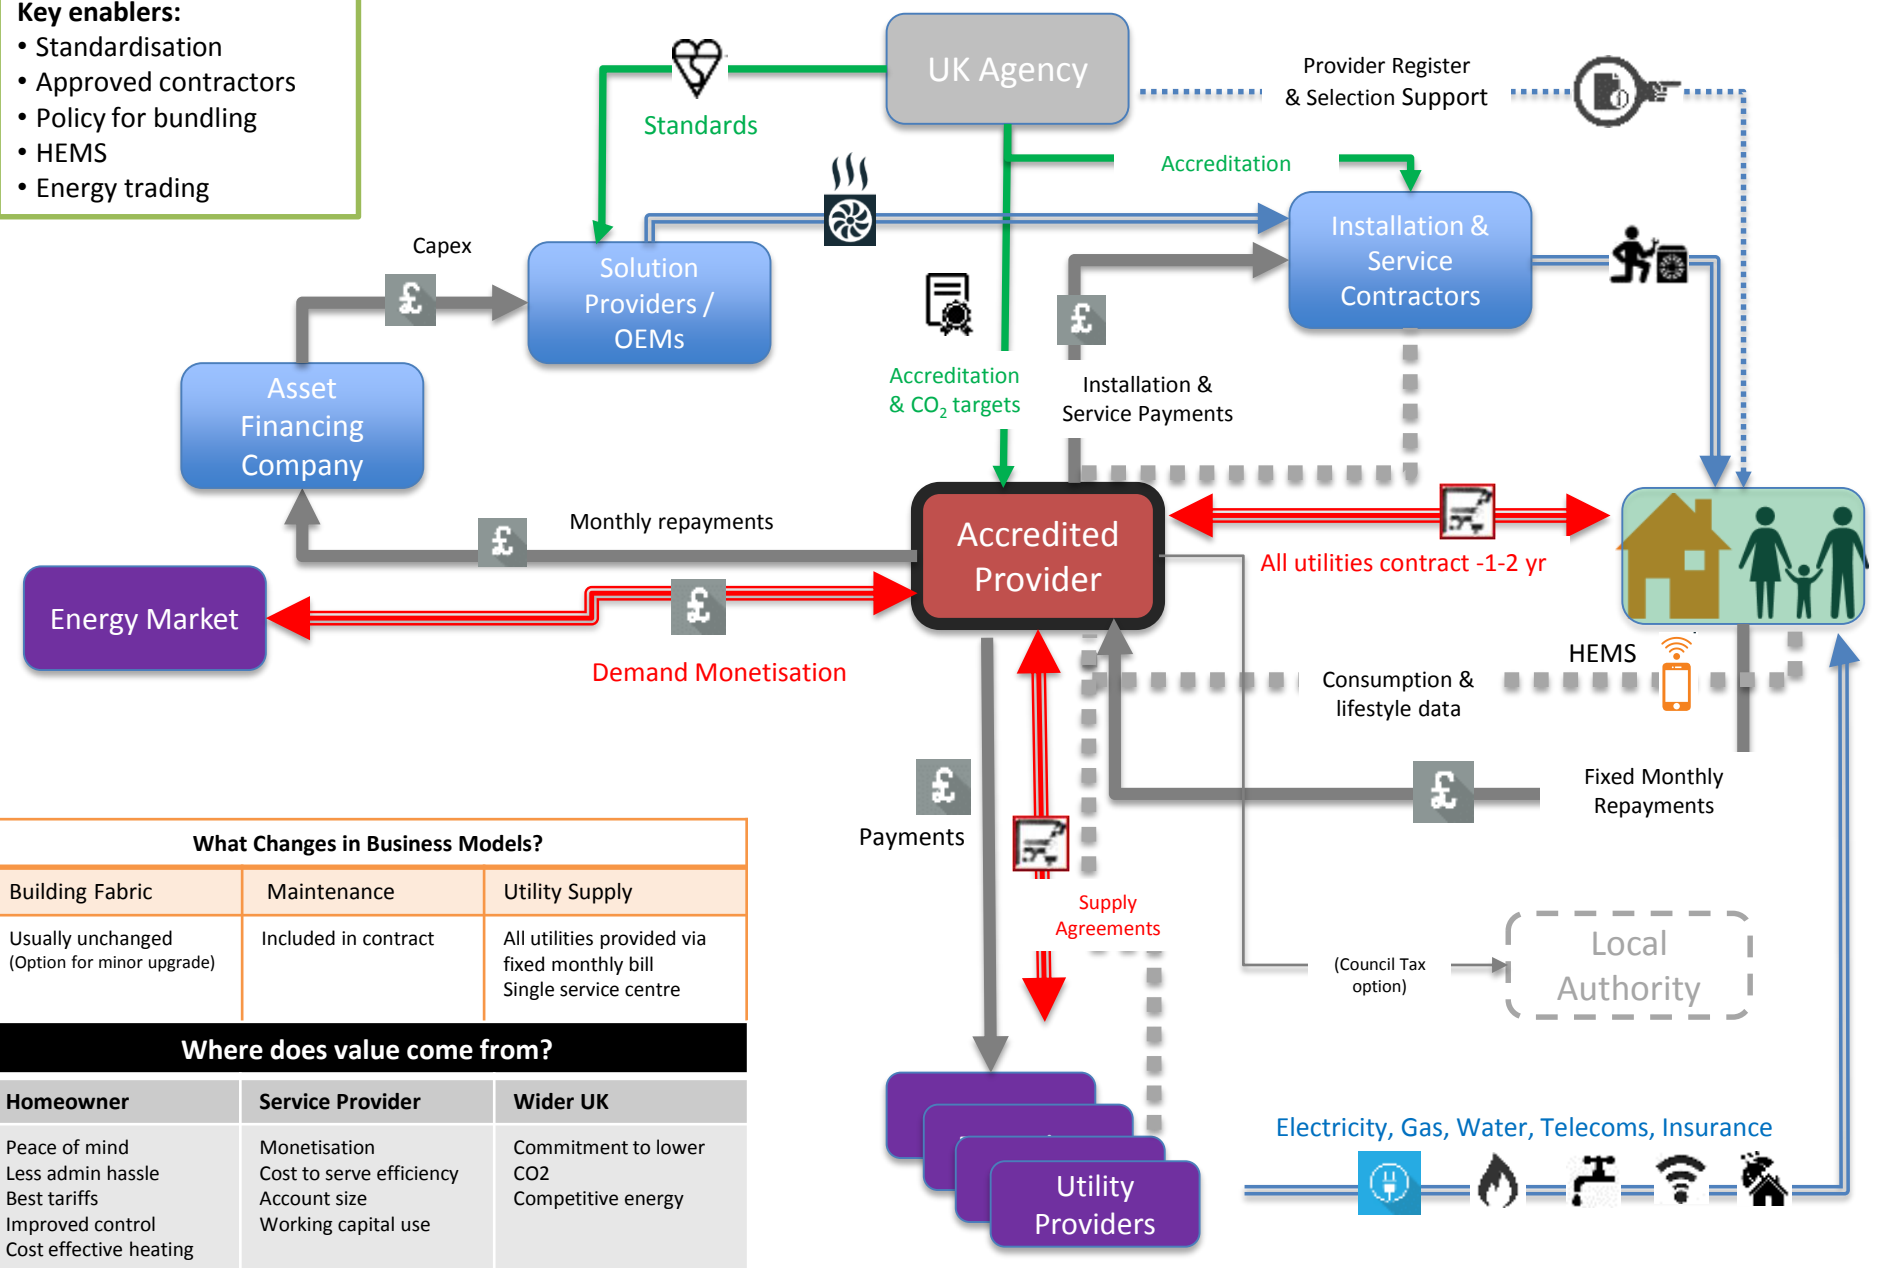 Key enablers:
• Standardisation
• Approved contractors
• Policy for bundling
• HEMS
• Energy trading
UK Agency
Provider Register
& Selection Support
Standards
Accreditation
Capex
Solution
Providers /
OEMs
Installation &
Service
Contractors
Asset
Financing
Company
Accreditation
& CO2 targets
Installation &
Service Payments
Monthly repayments
Accredited
Provider
All utilities contract -1-2 yr
Energy Market
Demand Monetisation
HEMS
Consumption &
lifestyle data
Fixed Monthly
Repayments
Payments
Supply
Agreements
(Council Tax
option)
Local
Authority
What Changes in Business Models?
Building Fabric
Maintenance
Utility Supply
Usually unchanged
(Option for minor upgrade)
Included in contract
All utilities provided via
fixed monthly bill
Single service centre
Where does value come from?
Homeowner
Service Provider
Wider UK
Peace of mind
Less admin hassle
Best tariffs
Improved control
Cost effective heating
Monetisation
Cost to serve efficiency
Account size
Working capital use
Commitment to lower
CO2
Competitive energy
Electricity, Gas, Water, Telecoms, Insurance
Utility
Providers